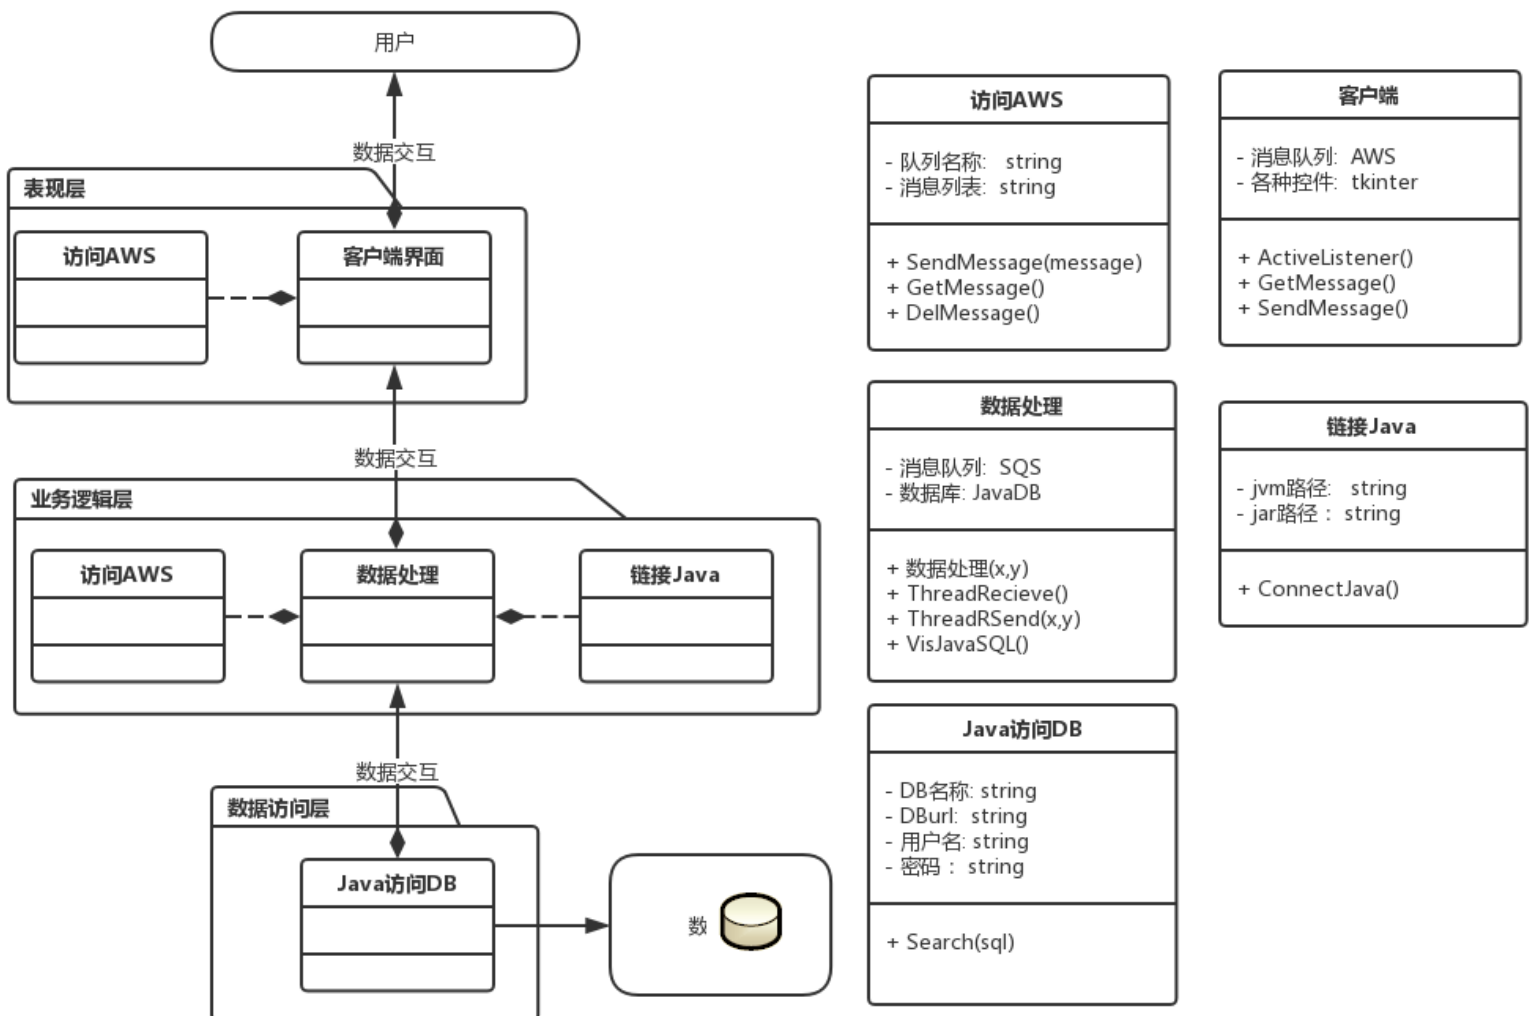 用户
数据交互
表现层
访问AWS
客户端界面
数据交互
业务逻辑层
访问AWS
数据处理
链接Java
数据交互
数据访问层
Java访问DB
数
访问AWS
- 队列名称: string
- 消息列表: string
+ SendMessage(message)
+ GetMessage()
+ DelMessage()
客户端
- 消息队列: AWS
- 各种控件: tkinter
+ ActiveListener()
+ GetMessage()
+ SendMessage()
数据处理
- 消息队列: SQS
- 数据库: JavaDB
+ 数据处理(x,y)
+ ThreadRecieve()
+ ThreadRSend(x,y)
+ VisJavaSQL()
链接Java
- jvm路径: string
- jar路径 : string
+ ConnectJava()
Java访问DB
- DB名称: string
- DBurl: string
- 用户名: string
- 密码 : string
+ Search(sql)